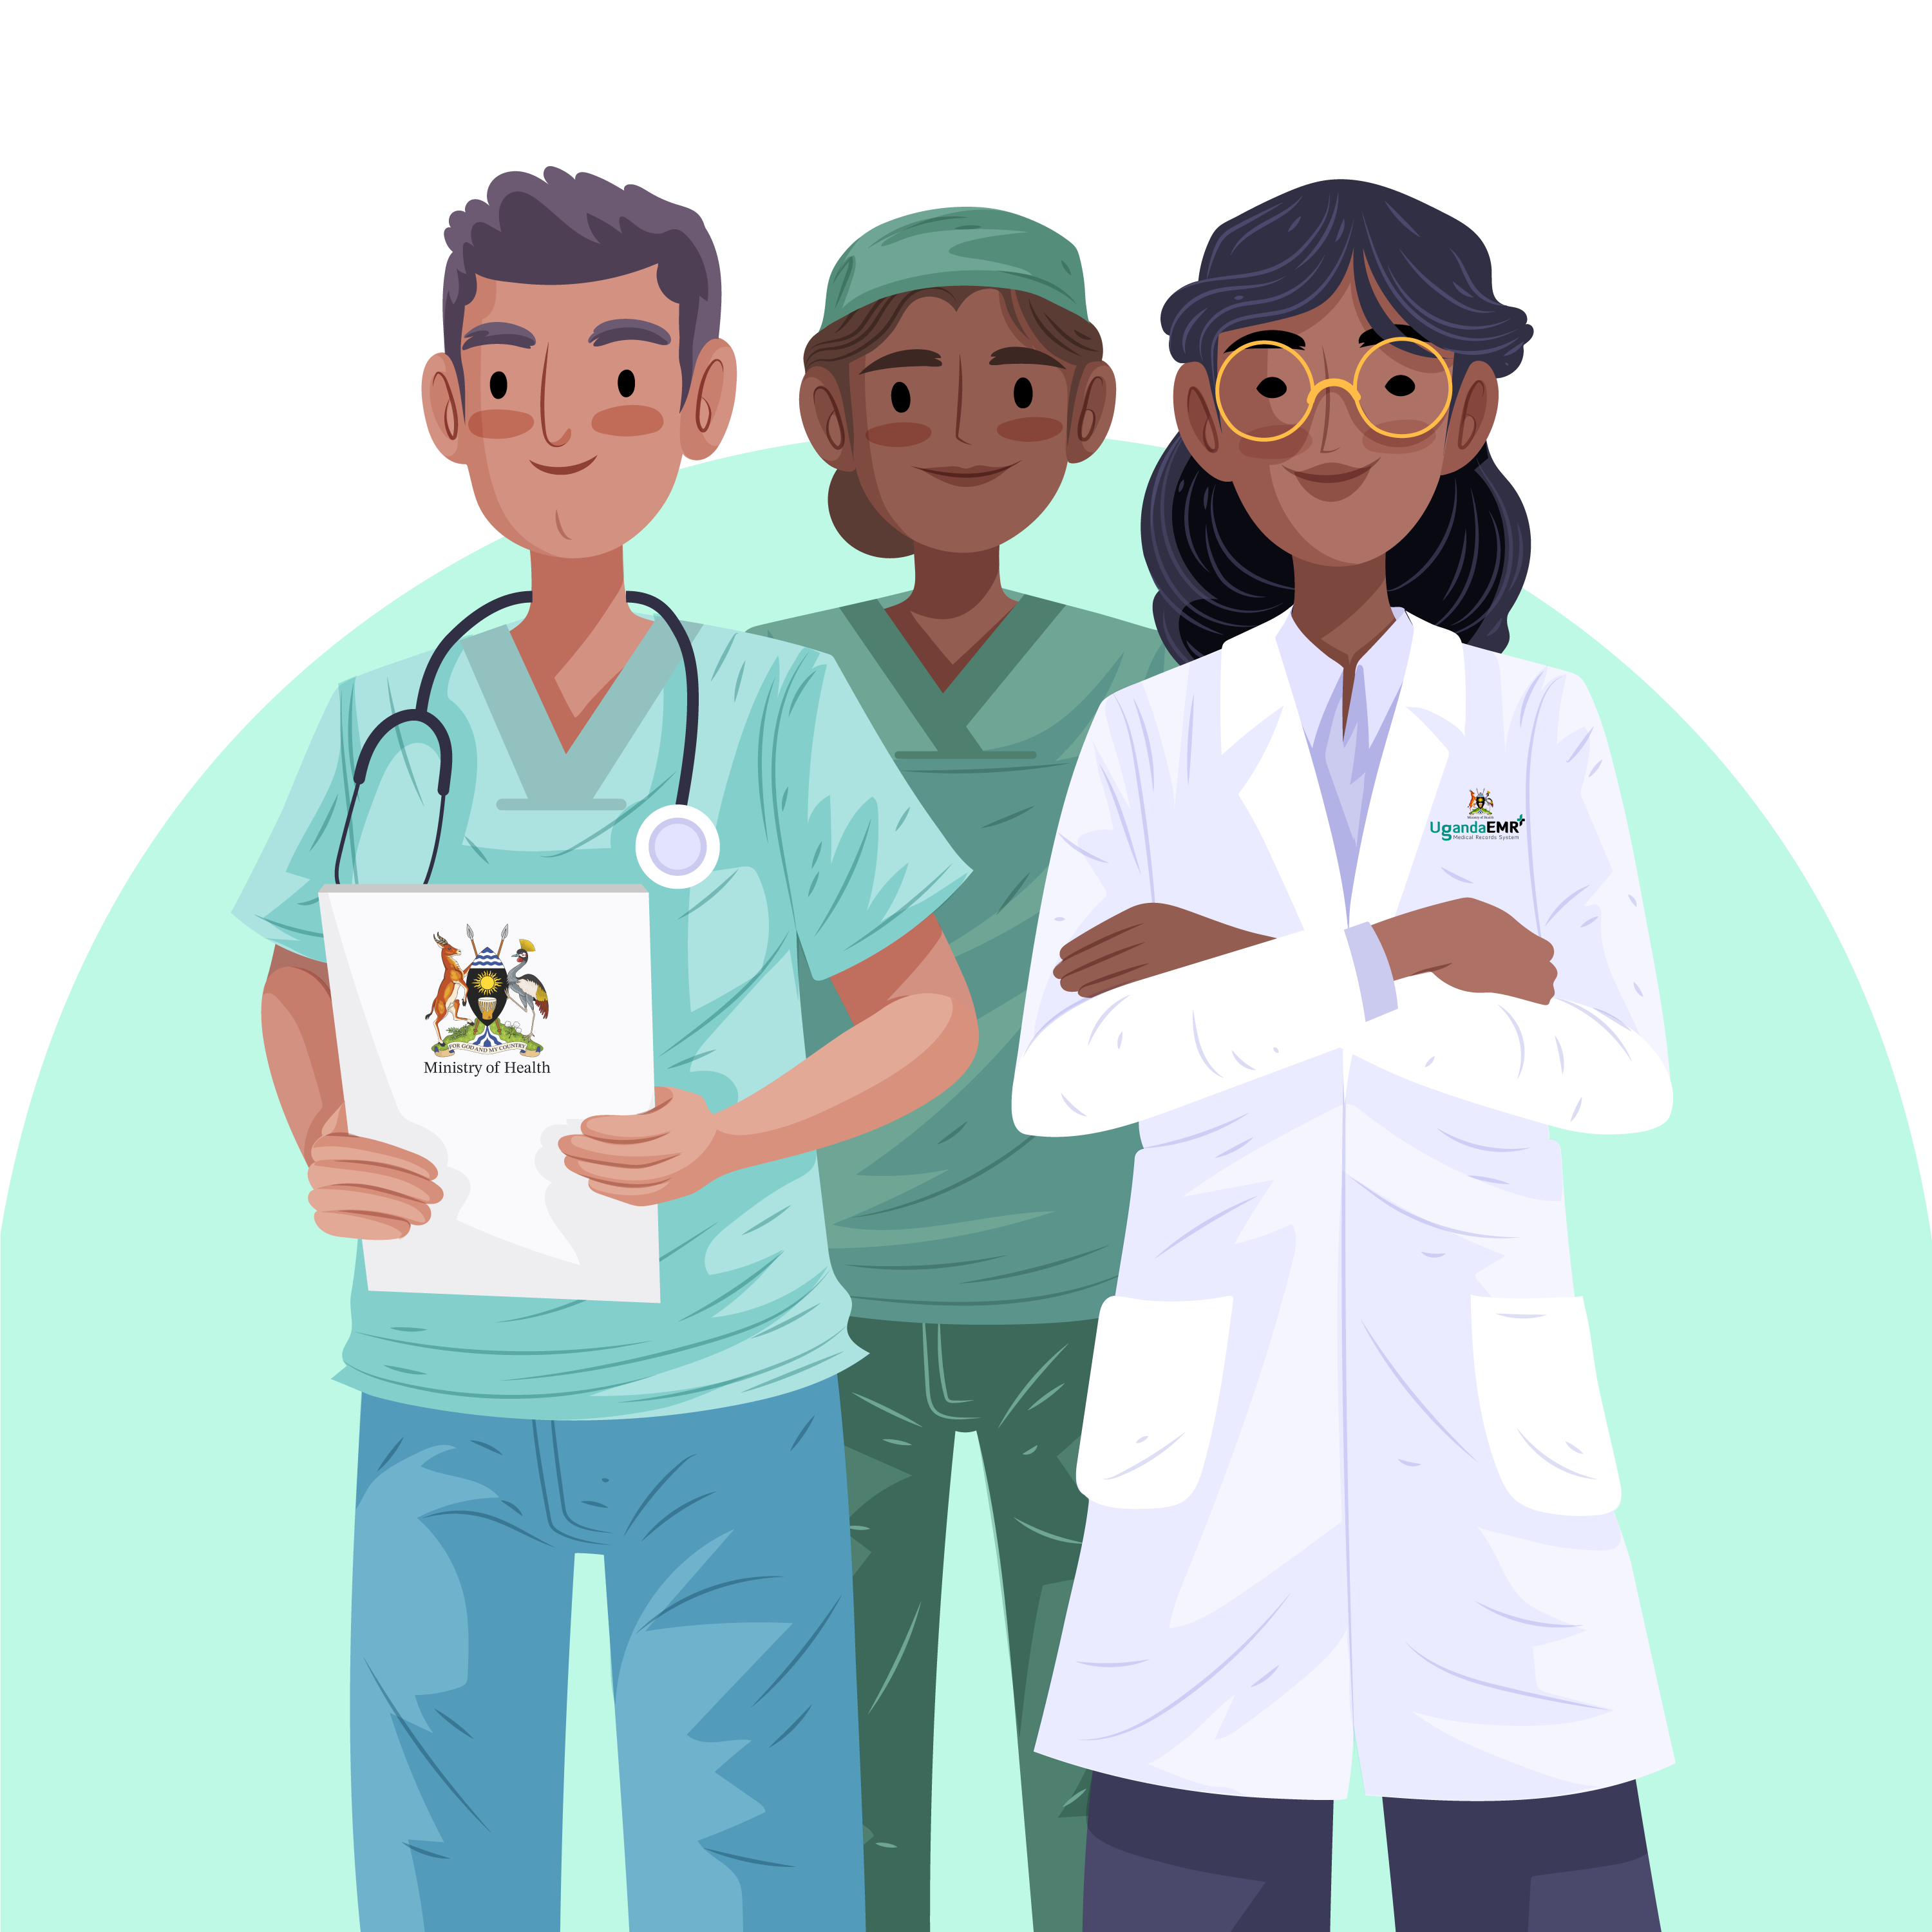 FOR GOD AND MY COUNTRY
Ministry of Health
Ministry of Health
UgandaEMR+
Medical Records System